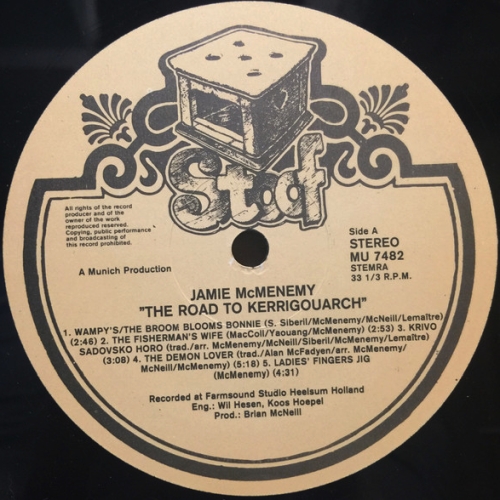 Stoof
All rights of the record
producer and of the
owner of the work
reproduced reserved.
Copying, public performance
and broadcasting of
this record prohibited.
A Munich Production
Side A
STEREO
MU 7482
STEMRA
33 1/3 R.P.M.
JAMIE McMENEMY
"THE ROAD TO KERRIGOUARCH"
1. WAMPY'S/THE BROOM BLOOMS BONNIE (S. Siberil/McMenemy/McNeill/Lemaître)
(2:46) 2. THE FISHERMAN'S WIFE (MacColl/Yaouang/McMenemy) (2:53) 3. KRIVO
SADOVSKO HORO (trad./arr. McMenemy/McNeill/Siberil/McMenemy/Lemaître)
(3:08) 4. THE DEMON LOVER (trad./Alan McFedyen/arr. McMenemy/
McNeill/McMenemy) (5:18) 5. LADIES' FINGERS JIG
(McMenemy) (4:31)
Recorded at Farmsound Studio Heelsum Holland
Eng.: Wil Hesen, Koos Hoepel
Prod.: Brian McNeill